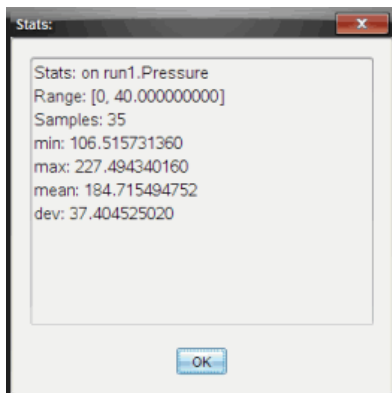 Stats:
Stats: on run1.Pressure
Range: [0, 40.000000000]
Samples: 35
min: 106.515731360
max: 227.494340160
mean: 184.715494752
dev: 37.404525020
OK